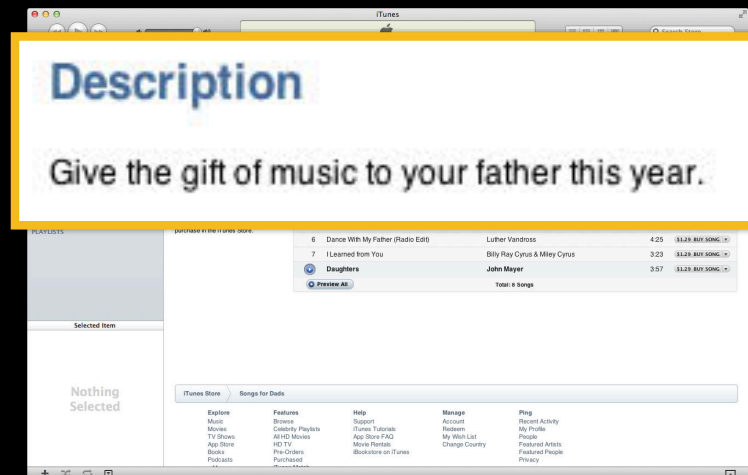 iTunes
Search Store
Description
Give the gift of music to your father this year.
PLAYLISTS
purchase in the iTunes Store.
6 Dance With My Father (Radio Edit) Luther Vandross 4:25 $1.29 BUY SONG
7 I Learned from You Billy Ray Cyrus & Miley Cyrus 3:23 $1.29 BUY SONG
Daughters John Mayer 3:57 $1.29 BUY SONG
Preview All Total: 8 Songs
Selected Item
Nothing
Selected
iTunes Store Songs for Dads
Explore Features Help Manage Ping
Music Browse Support Account Recent Activity
Movies Celebrity Playlists iTunes Tutorials Redeem My Profile
TV Shows All HD Movies App Store FAQ My Wish List People
App Store HD TV Movie Rentals Change Country Featured Artists
Books Pre-Orders iBookstore on iTunes Featured People
Podcasts Purchased Privacy
iTunes Match